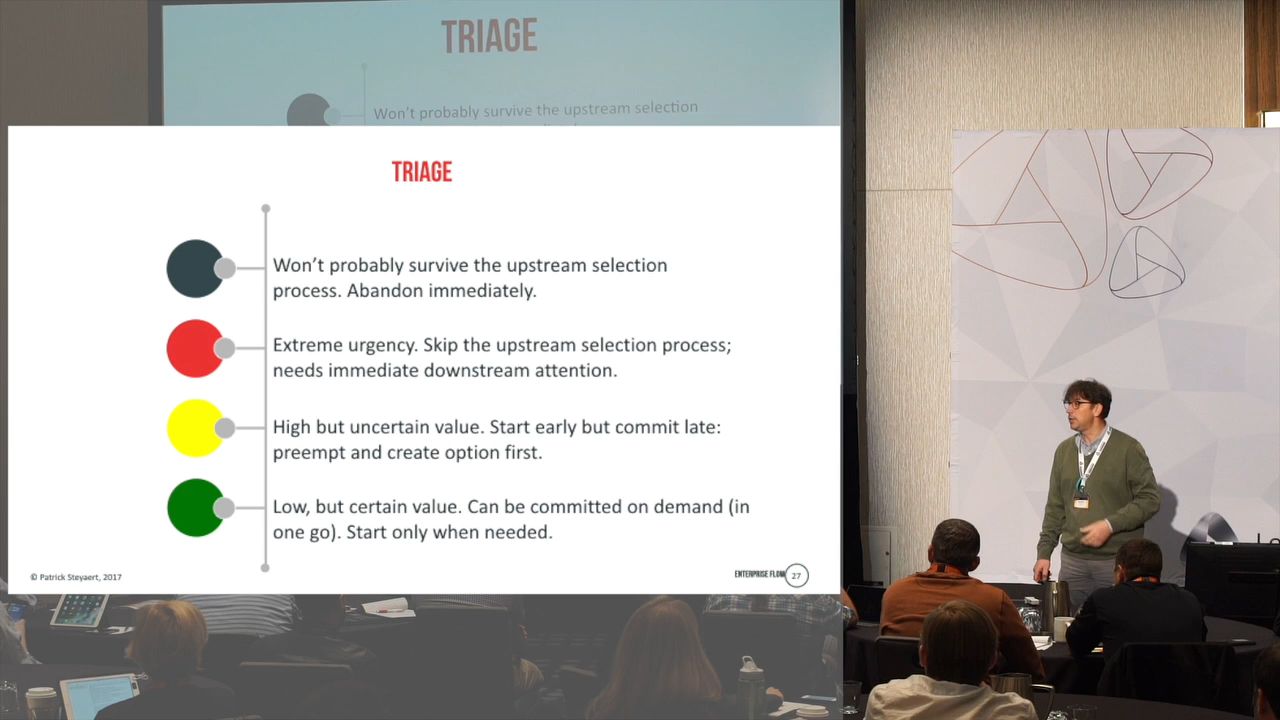 TRIAGE
Won't probably survive the upstream selection
TRIAGE
Won’t probably survive the upstream selection
process. Abandon immediately.
Extreme urgency. Skip the upstream selection process;
needs immediate downstream attention.
High but uncertain value. Start early but commit late:
preempt and create option first.
Low, but certain value. Can be committed on demand (in
one go). Start only when needed.
© Patrick Steyaert, 2017
ENTERPRISE FLOW
27